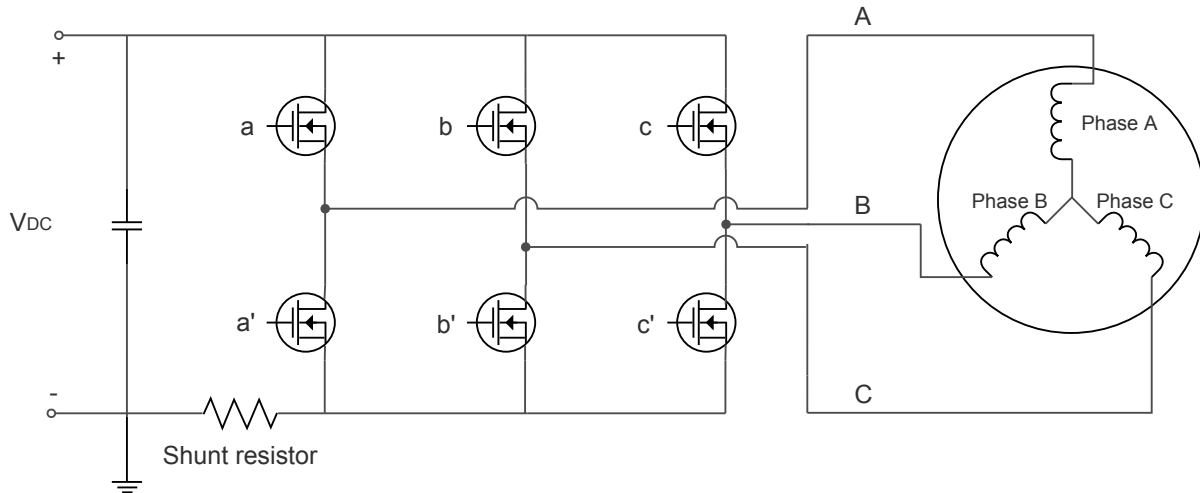 A
+
a
b
c
Phase A
VDC
B
Phase B
Phase C
a'
b'
c'
-
C
Shunt resistor